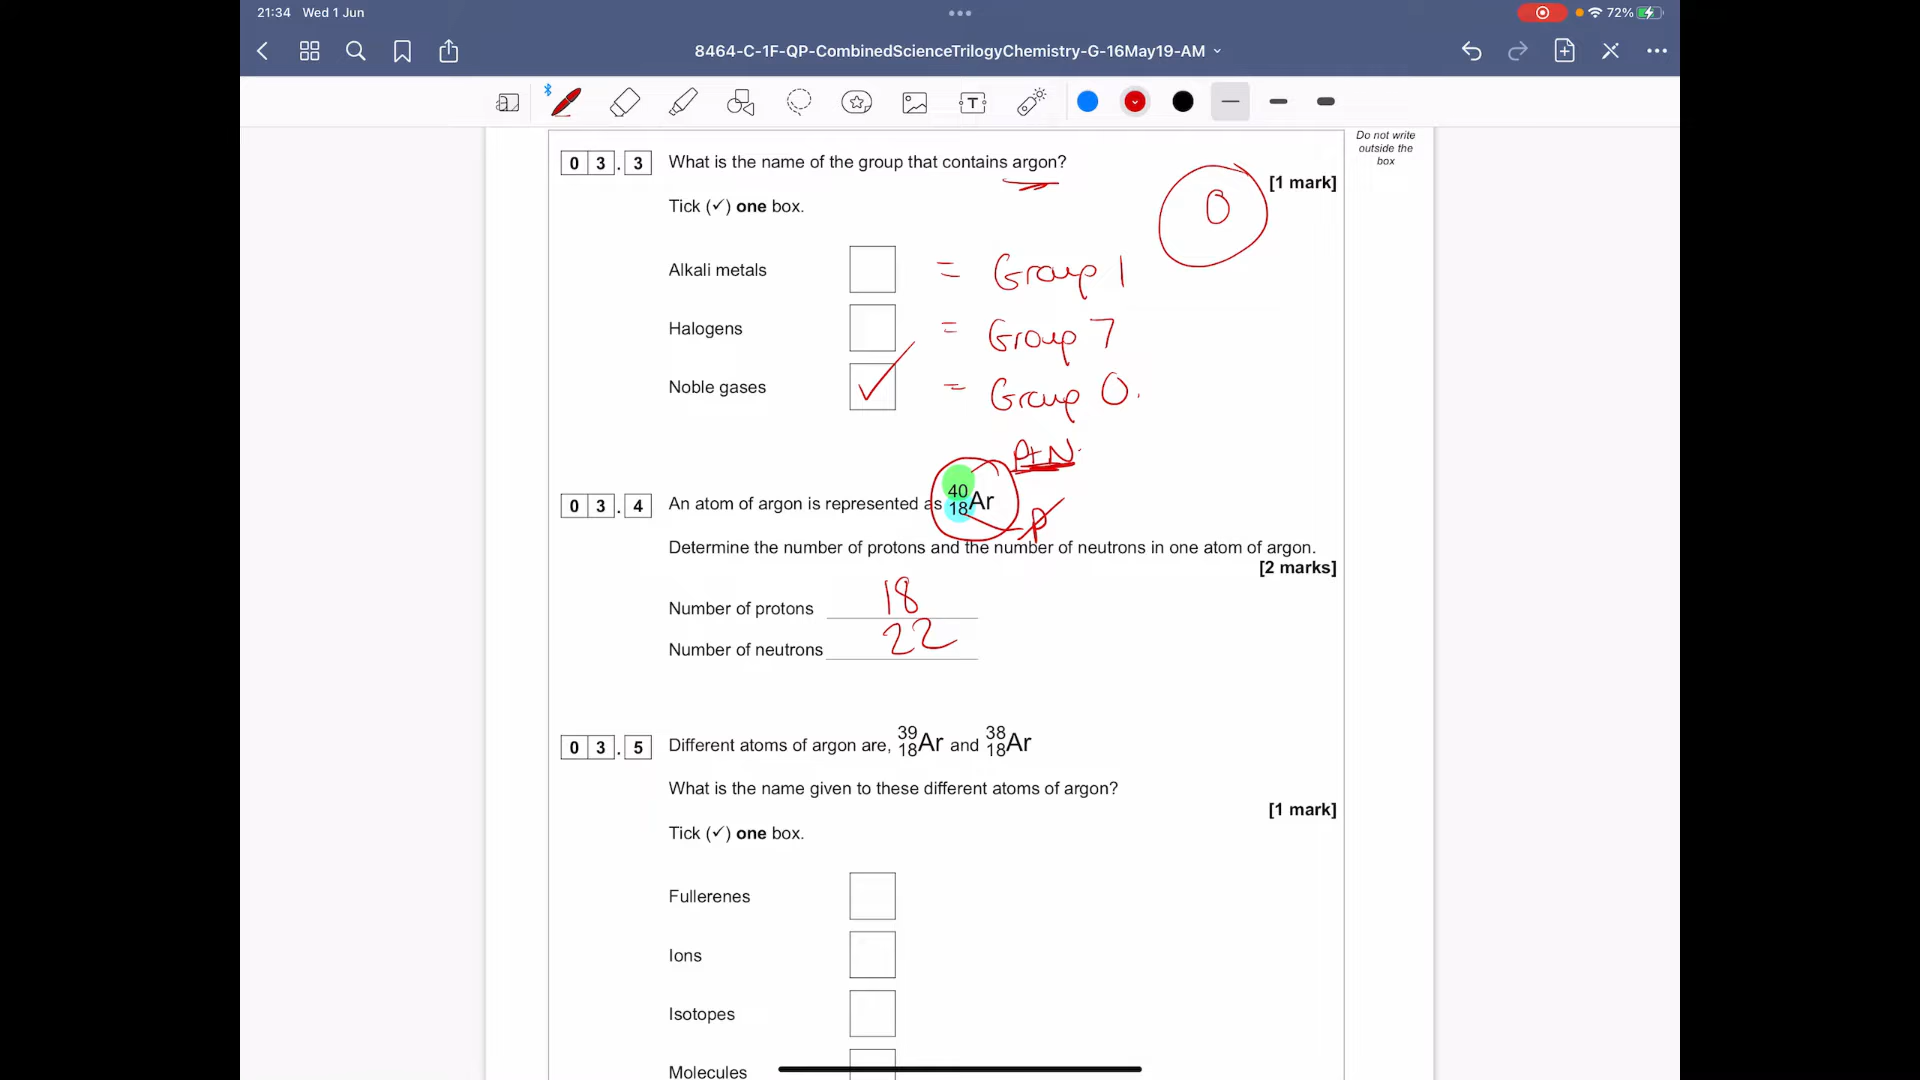 21:34 Wed 1 Jun
72%
8464-C-1F-QP-CombinedScienceTrilogyChemistry-G-16May19-AM
Do not write
outside the
box
0 3 . 3 What is the name of the group that contains argon?
[1 mark]
0
Tick (✓) one box.
Alkali metals = Group 1
Halogens = Group 7
Noble gases ✓ = Group 0.
P+N.
0 3 . 4 An atom of argon is represented as 40 18 Ar
P
Determine the number of protons and the number of neutrons in one atom of argon.
[2 marks]
Number of protons 18
Number of neutrons 22
0 3 . 5 Different atoms of argon are, 39 18 Ar and 38 18 Ar
What is the name given to these different atoms of argon?
[1 mark]
Tick (✓) one box.
Fullerenes
Ions
Isotopes
Molecules